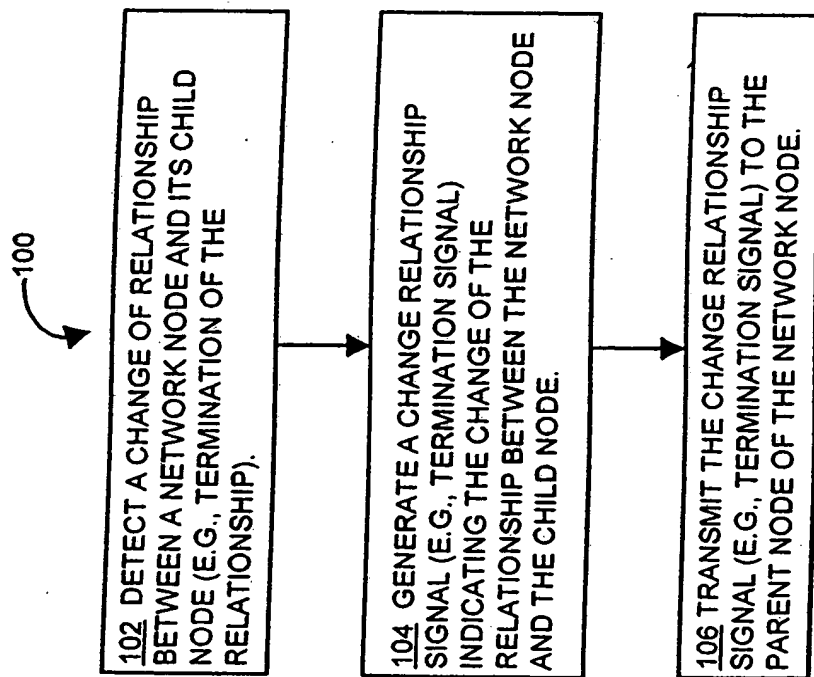 100
102 DETECT A CHANGE OF RELATIONSHIP
BETWEEN A NETWORK NODE AND ITS CHILD
NODE (E.G., TERMINATION OF THE
RELATIONSHIP).
104 GENERATE A CHANGE RELATIONSHIP
SIGNAL (E.G., TERMINATION SIGNAL)
INDICATING THE CHANGE OF THE
RELATIONSHIP BETWEEN THE NETWORK NODE
AND THE CHILD NODE.
106 TRANSMIT THE CHANGE RELATIONSHIP
SIGNAL (E.G., TERMINATION SIGNAL) TO THE
PARENT NODE OF THE NETWORK NODE.